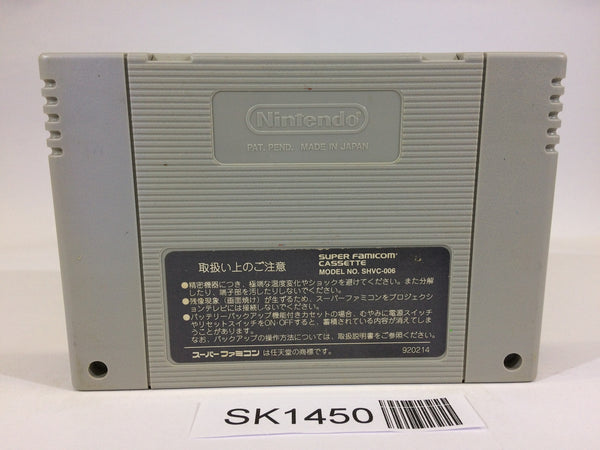 Nintendo
PAT. PEND. MADE IN JAPAN
取扱い上のご注意
SUPER FAMICOM
CASSETTE
MODEL NO. SHVC-006
●精密機器につき、極端な温度変化やショックを避けてください。また分解
したり、端子部を汚したりしないでください。
●残像現象(画面焼け)が生ずるため、スーパーファミコンをプロジェクシ
ョンテレビには接続しないでください。
●バッテリーバックアップ機能付きカセットの場合、むやみに電源スイッチ
やリセットスイッチをON・OFFすると、蓄積されている内容が消えてしま
うことがあります。
なお、バックアップの操作方法については、取扱説明書をご参照ください。
スーパーファミコンは任天堂の商標です。
920214
SK1450